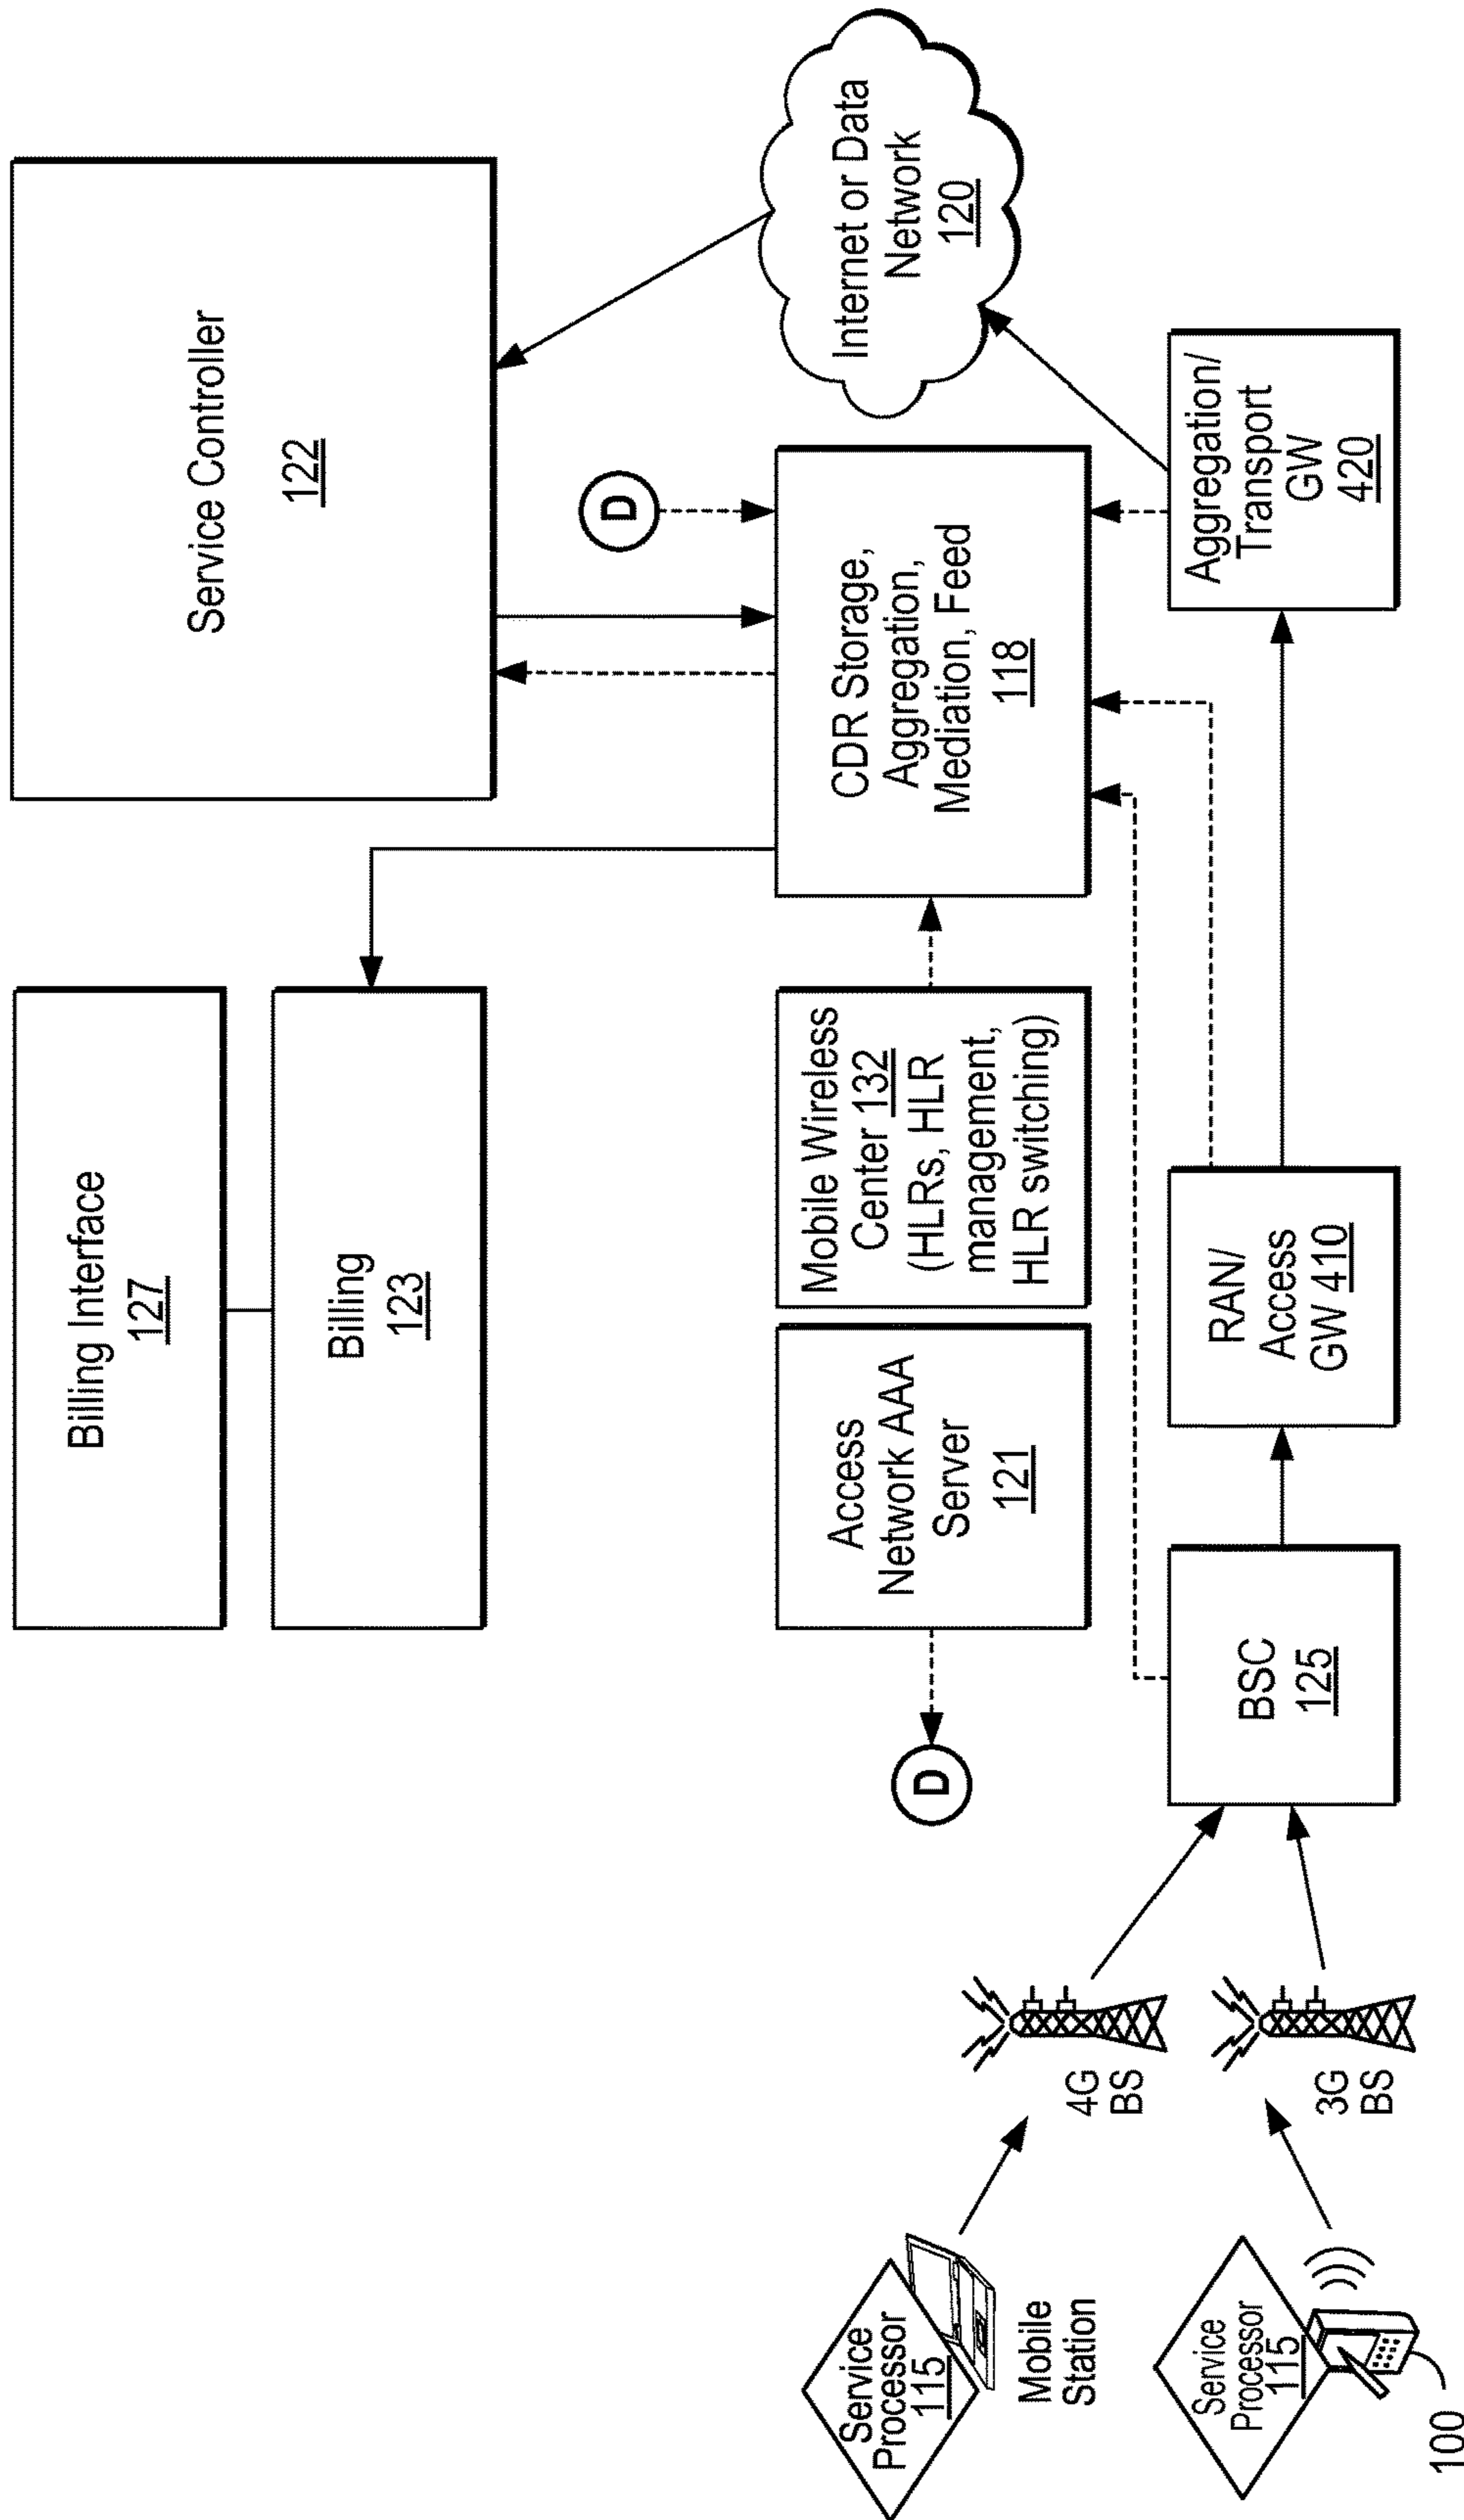 Billing Interface
127
Billing
123
Service Controller
122
D
Access
Network AAA
Server
121
Mobile Wireless
Center 132
(HLRs, HLR
management,
HLR switching)
CDR Storage,
Aggregation,
Mediation, Feed
118
Internet or Data
Network
120
D
Service
Processor
115
Mobile
Station
4G
BS
Service
Processor
115
100
3G
BS
BSC
125
RAN/
Access
GW 410
Aggregation/
Transport
GW
420